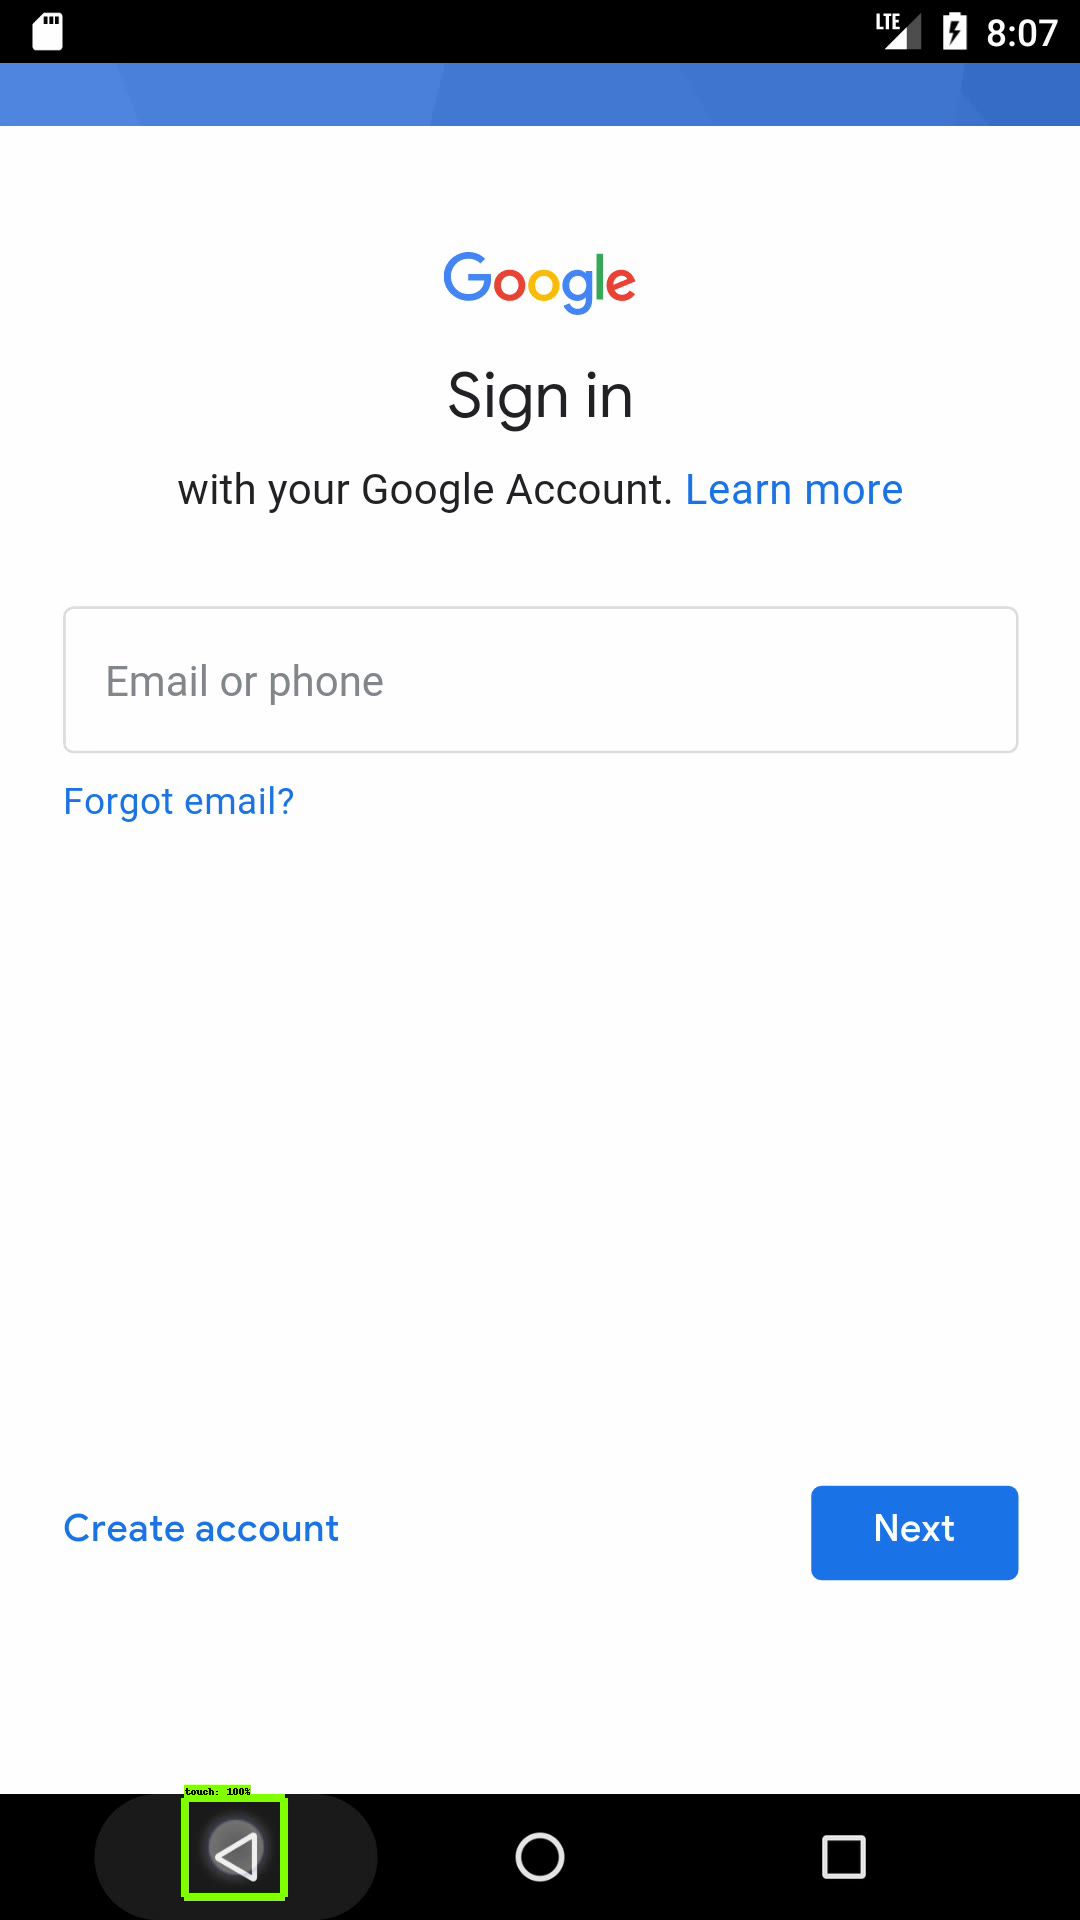 LTE 8:07
Google
Sign in
with your Google Account. Learn more
Email or phone
Forgot email?
Create account
Next
touch: 100%